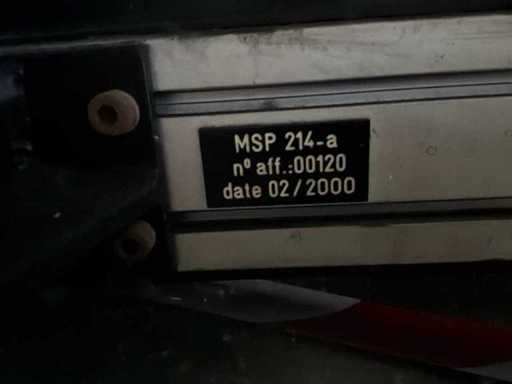 MSP 214-a
nº aff.:00120
date 02/2000